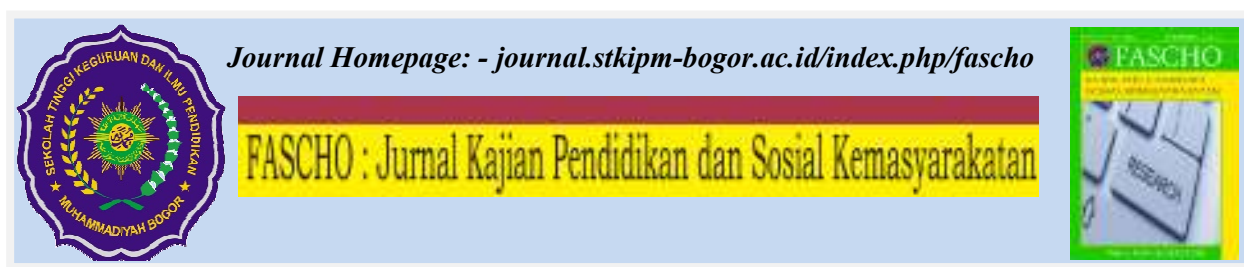 SEKOLAH TINGGI KEGURUAN DAN ILMU PENDIDIKAN
MUHAMMADIYAH BOGOR
Journal Homepage: - journal.stkipm-bogor.ac.id/index.php/fascho
FASCHO : Jurnal Kajian Pendidikan dan Sosial Kemasyarakatan
FASCHO
RESEARCH